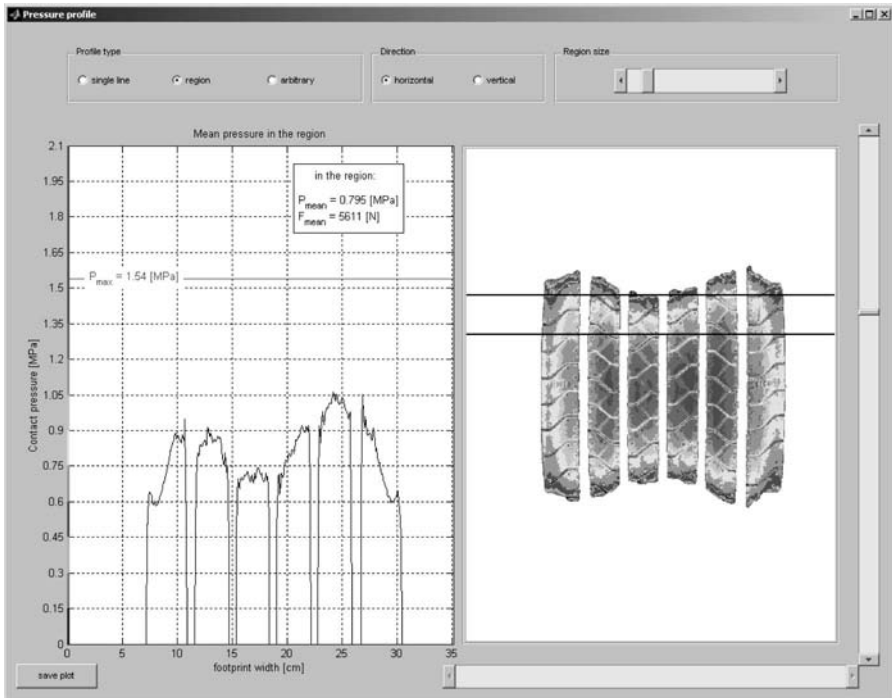 Pressure profile
Profile type
single line
region
arbitrary
Direction
horizontal
vertical
Region size
Mean pressure in the region
in the region:
P_mean = 0.795 [MPa]
F_mean = 5611 [N]
P_max = 1.54 [MPa]
Contact pressure [MPa]
2.1
1.95
1.8
1.65
1.5
1.35
1.2
1.05
0.9
0.75
0.6
0.45
0.3
0.15
0
0 5 10 15 20 25 30 35
footprint width [cm]
save plot